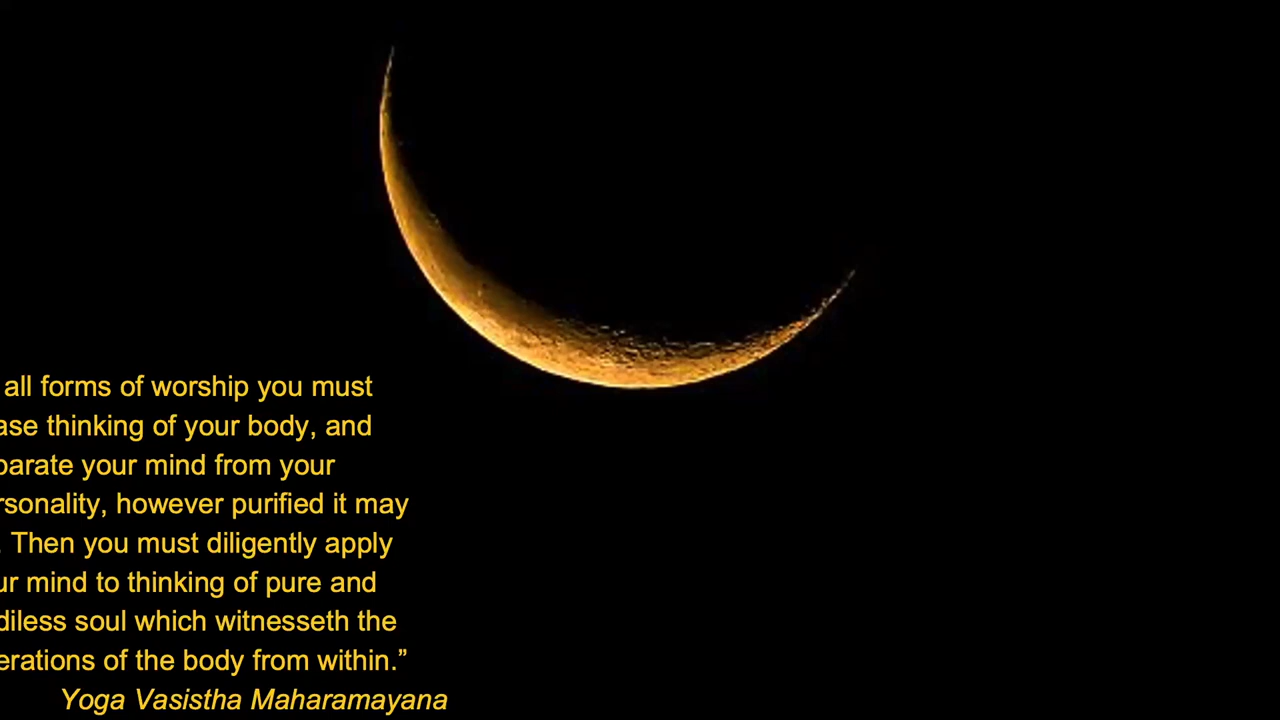 all forms of worship you must
ase thinking of your body, and
parate your mind from your
rsonality, however purified it may
. Then you must diligently apply
ur mind to thinking of pure and
diless soul which witnesseth the
erations of the body from within.”
Yoga Vasistha Maharamayana